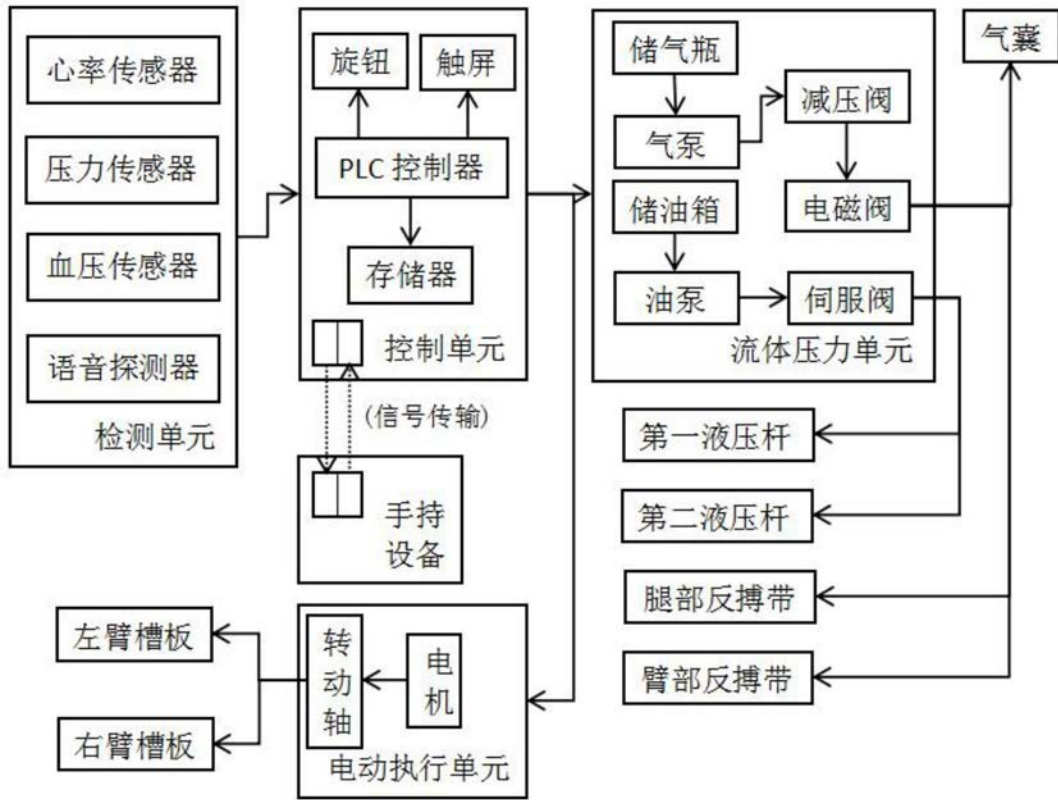 心率传感器
压力传感器
血压传感器
语音探测器
检测单元
旋钮
触屏
PLC 控制器
存储器
控制单元
(信号传输)
手持
设备
储气瓶
气泵
减压阀
电磁阀
储油箱
油泵
伺服阀
流体压力单元
气囊
第一液压杆
第二液压杆
腿部反搏带
臂部反搏带
左臂槽板
右臂槽板
转
动
轴
电
机
电动执行单元